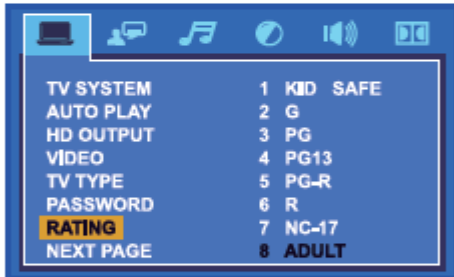 TV SYSTEM 1 KID SAFE
AUTO PLAY 2 G
HD OUTPUT 3 PG
VIDEO 4 PG13
TV TYPE 5 PG-R
PASSWORD 6 R
RATING 7 NC-17
NEXT PAGE 8 ADULT